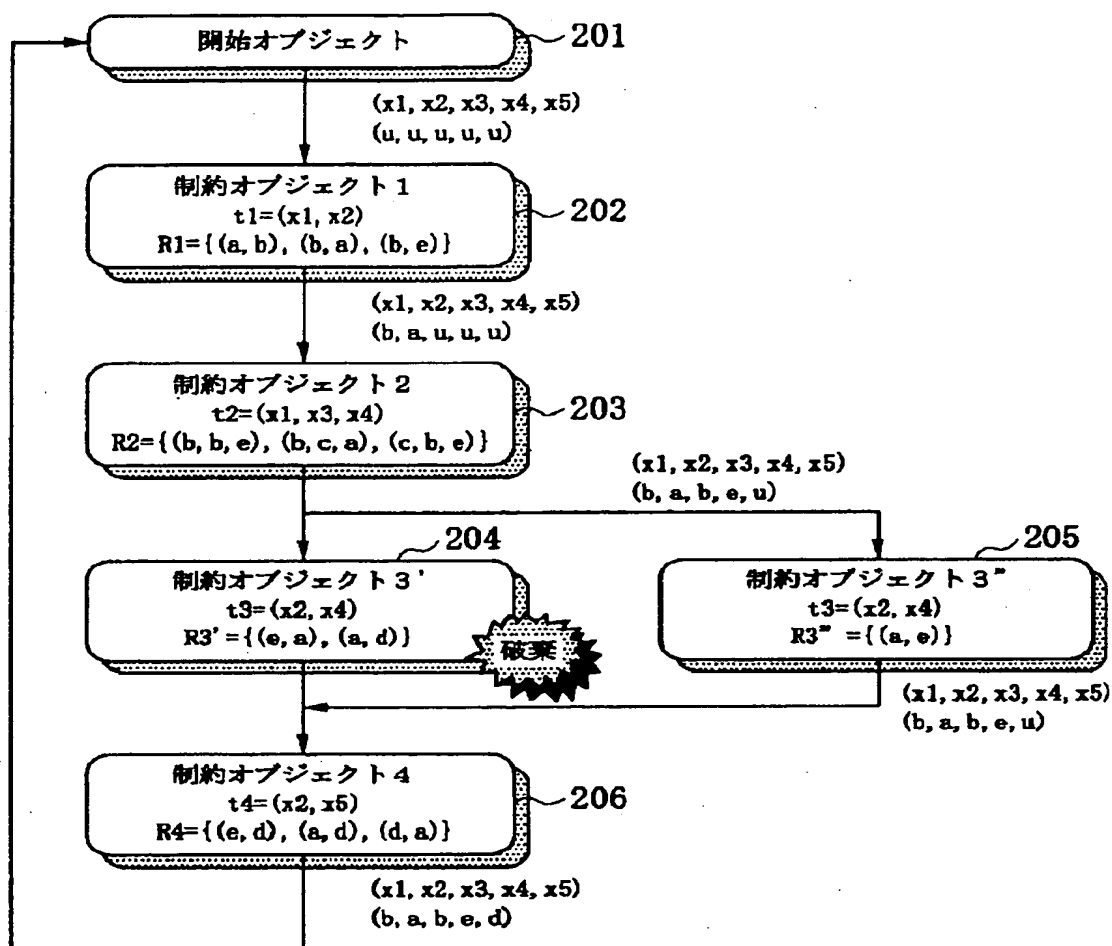 開始オブジェクト
201
(x1, x2, x3, x4, x5)
(u, u, u, u, u)
制約オブジェクト1
t1=(x1, x2)
R1={(a, b), (b, a), (b, e)}
202
(x1, x2, x3, x4, x5)
(b, a, u, u, u)
制約オブジェクト2
t2=(x1, x3, x4)
R2={(b, b, e), (b, c, a), (c, b, e)}
203
(x1, x2, x3, x4, x5)
(b, a, b, e, u)
204
制約オブジェクト3'
t3=(x2, x4)
R3'={(e, a), (a, d)}
破棄
205
制約オブジェクト3"
t3=(x2, x4)
R3"={(a, e)}
(x1, x2, x3, x4, x5)
(b, a, b, e, u)
制約オブジェクト4
t4=(x2, x5)
R4={(e, d), (a, d), (d, a)}
206
(x1, x2, x3, x4, x5)
(b, a, b, e, d)